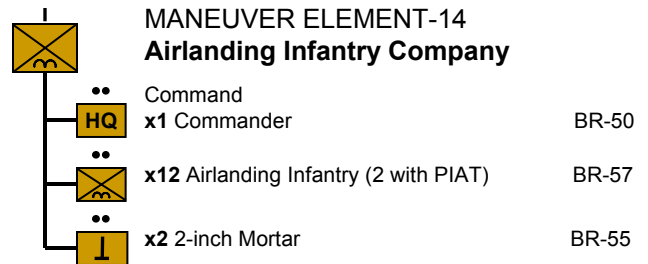 MANEUVER ELEMENT-14
Airlanding Infantry Company
Command
HQ x1 Commander BR-50
x12 Airlanding Infantry (2 with PIAT) BR-57
x2 2-inch Mortar BR-55